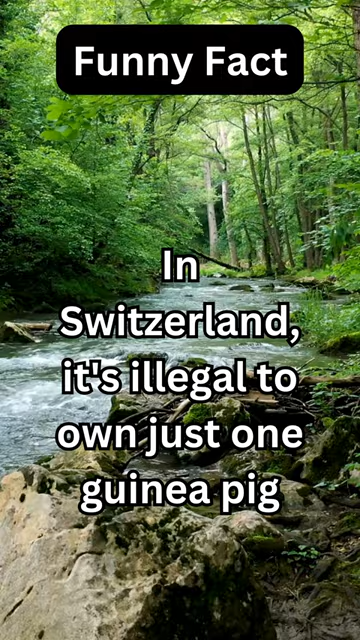 Funny Fact
In
Switzerland,
it's illegal to
own just one
guinea pig